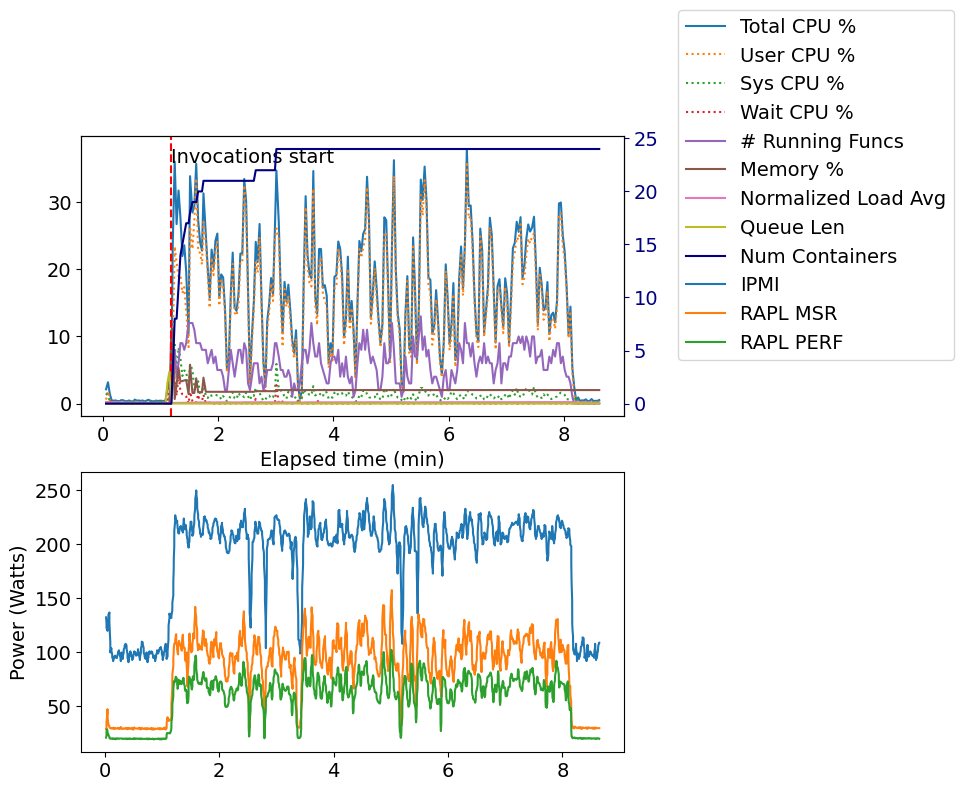 Total CPU %
User CPU %
Sys CPU %
Wait CPU %
# Running Funcs
Memory %
Normalized Load Avg
Queue Len
Num Containers
IPMI
RAPL MSR
RAPL PERF
Invocations start
30
20
10
0
25
20
15
10
5
0
0 2 4 6 8
Elapsed time (min)
Power (Watts)
250
200
150
100
50
0 2 4 6 8